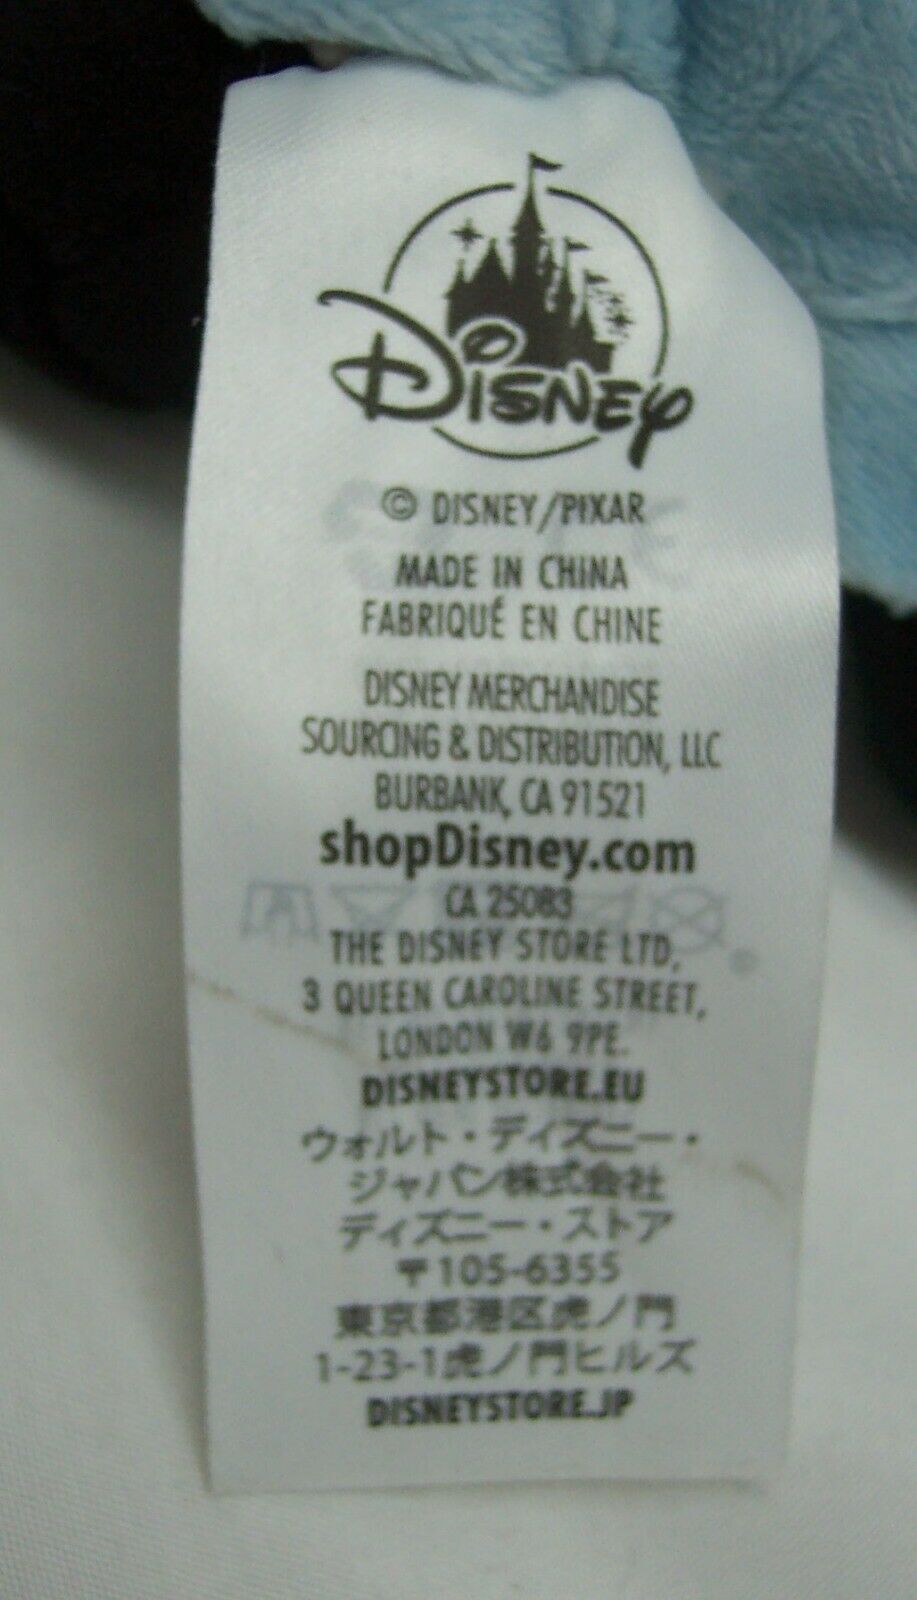 Disney
© DISNEY/PIXAR
MADE IN CHINA
FABRIQUÉ EN CHINE
DISNEY MERCHANDISE
SOURCING & DISTRIBUTION, LLC
BURBANK, CA 91521
shopDisney.com
CA 25083
THE DISNEY STORE LTD,
3 QUEEN CAROLINE STREET,
LONDON W6 9PE.
DISNEYSTORE.EU
ウォルト・ディズニー・
ジャパン株式会社
ディズニー・ストア
〒105-6355
東京都港区虎ノ門
1-23-1虎ノ門ヒルズ
DISNEYSTORE.JP